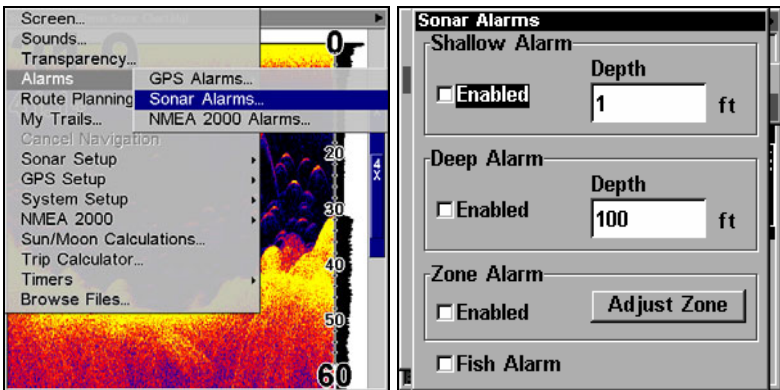 Screen...
Sounds...
Transparency...
Alarms
Route Planning
My Trails...
Cancel Navigation
Sonar Setup
GPS Setup
System Setup
NMEA 2000
Sun/Moon Calculations...
Trip Calculator...
Timers
Browse Files...
GPS Alarms...
Sonar Alarms...
NMEA 2000 Alarms...
0
20
30
40
50
60
4
X
Sonar Alarms
Shallow Alarm
Depth
Enabled
1 ft
Deep Alarm
Depth
Enabled
100 ft
Zone Alarm
Enabled
Adjust Zone
Fish Alarm